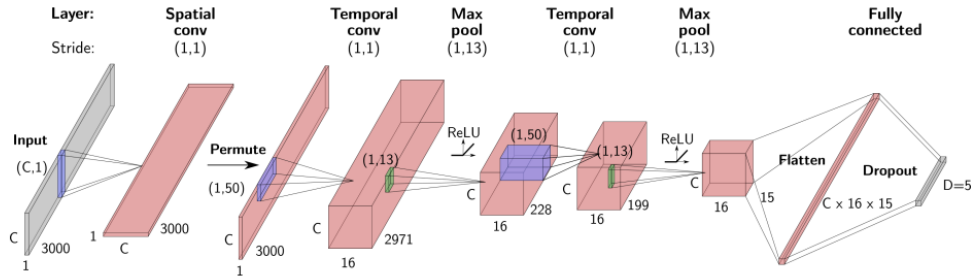 Layer: Spatial conv Temporal conv Max pool Temporal conv Max pool Fully connected
Stride: (1,1) (1,1) (1,13) (1,1) (1,13)
Input
(C,1)
C
1
3000
1
C
3000
Permute
(1,50)
C
1
3000
(1,13)
C
16
2971
ReLU
(1,50)
C
16
228
(1,13)
C
16
199
ReLU
C
16
15
Flatten
C x 16 x 15
Dropout
D=5